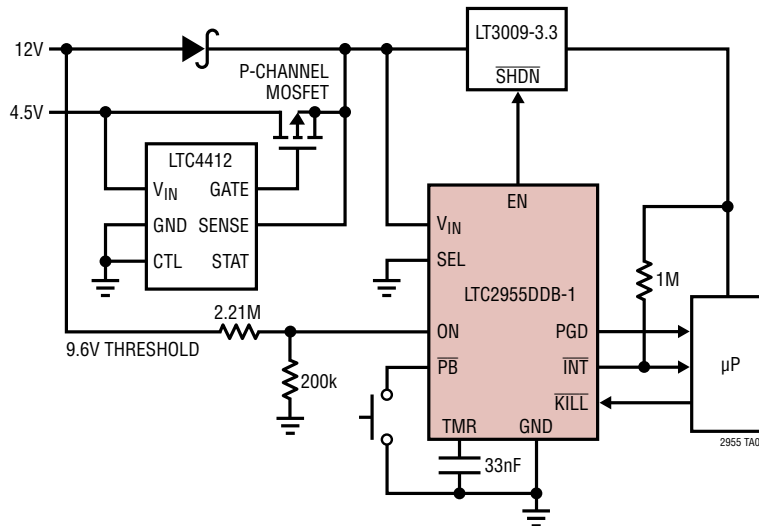 12V
LT3009-3.3
SHDN
P-CHANNEL
MOSFET
4.5V
LTC4412
VIN
GATE
GND
SENSE
CTL
STAT
EN
VIN
SEL
LTC2955DDB-1
1M
2.21M
9.6V THRESHOLD
ON
PGD
200k
PB
INT
µP
KILL
TMR
GND
33nF
2955 TA0